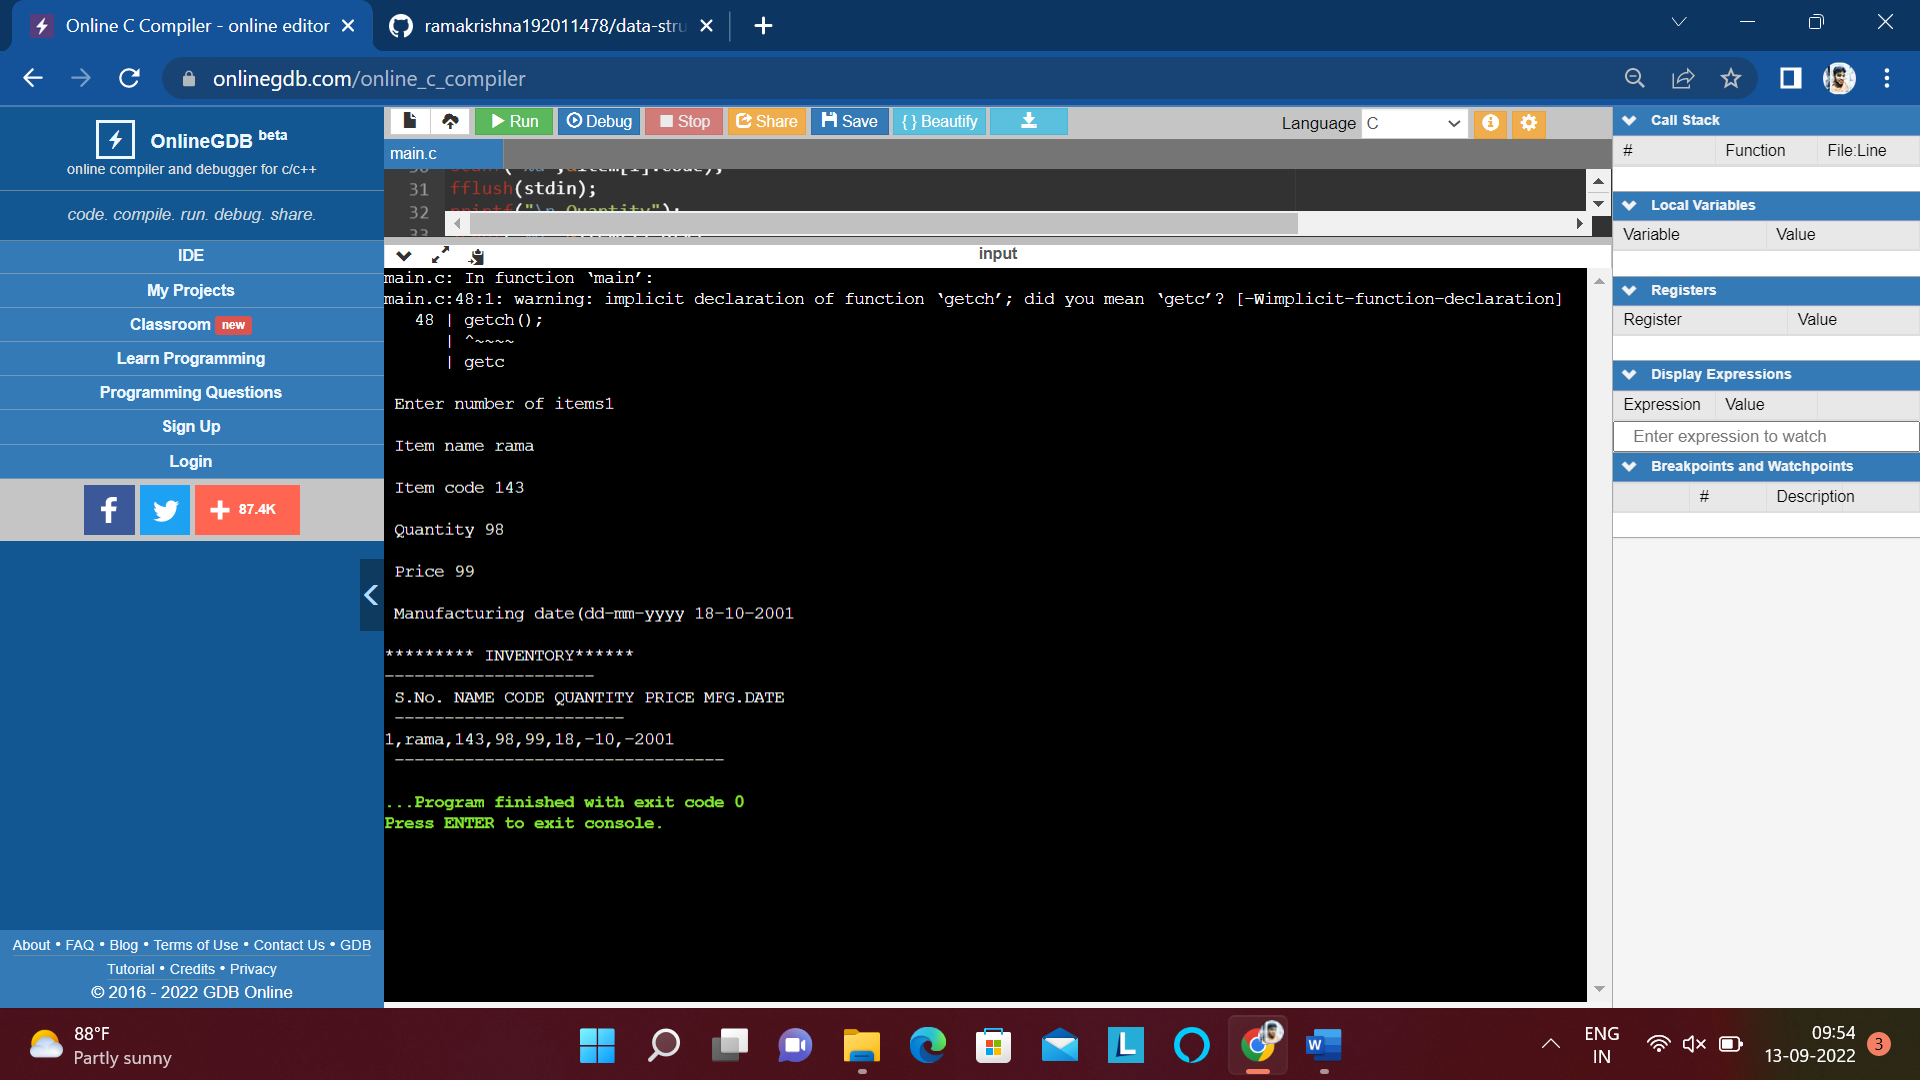 Online C Compiler - online editor
ramakrishna192011478/data-stru
onlinegdb.com/online_c_compiler
OnlineGDB beta
online compiler and debugger for c/c++
code. compile. run. debug. share.
IDE
My Projects
Classroom new
Learn Programming
Programming Questions
Sign Up
Login
f
87.4K
About • FAQ • Blog • Terms of Use • Contact Us • GDB
Tutorial • Credits • Privacy
© 2016 - 2022 GDB Online
Run Debug Stop Share Save { } Beautify
Language C
main.c
31 fflush(stdin);
32 printf("\n Quantity");
33
input
main.c: In function ‘main’:
main.c:48:1: warning: implicit declaration of function ‘getch’; did you mean ‘getc’? [-Wimplicit-function-declaration]
48 | getch();
| ^~~~~
| getc
Enter number of items1
Item name rama
Item code 143
Quantity 98
Price 99
Manufacturing date(dd-mm-yyyy 18-10-2001
********* INVENTORY******
---------------------
S.No. NAME CODE QUANTITY PRICE MFG.DATE
-----------------------
1,rama,143,98,99,18,-10,-2001
---------------------------------
...Program finished with exit code 0
Press ENTER to exit console.
Call Stack
# Function File:Line
Local Variables
Variable Value
Registers
Register Value
Display Expressions
Expression Value
Enter expression to watch
Breakpoints and Watchpoints
# Description
88°F
Partly sunny
L
W
ENG
IN
09:54
13-09-2022
3